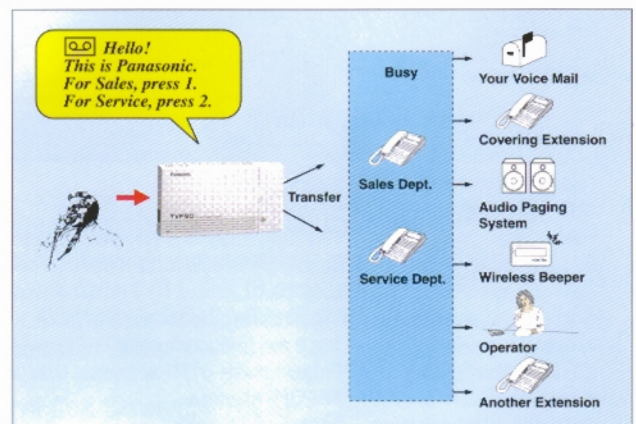 Hello!
This is Panasonic.
For Sales, press 1.
For Service, press 2.
Panasonic
TVP50
Transfer
Busy
Sales Dept.
Service Dept.
Your Voice Mail
Covering Extension
Audio Paging
System
Wireless Beeper
Operator
Another Extension